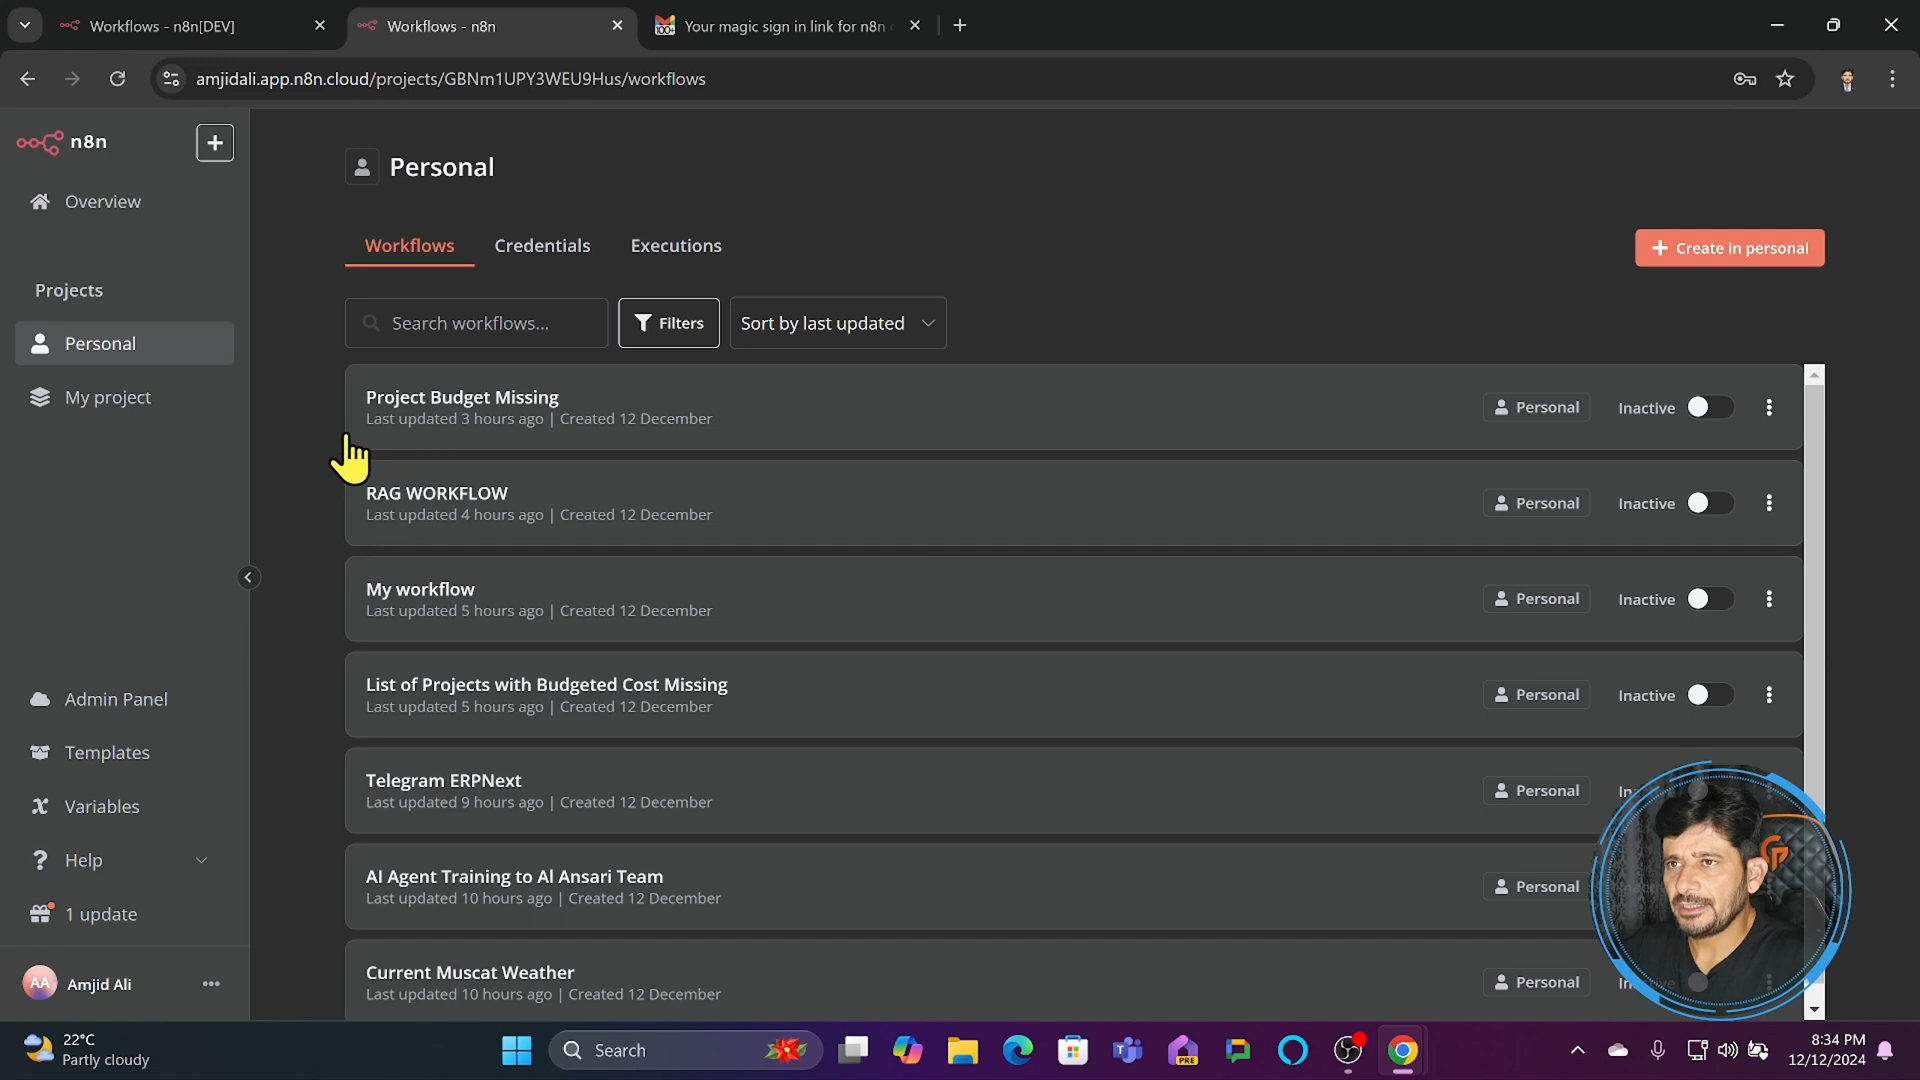 Workflows - n8n[DEV]
Workflows - n8n
Your magic sign in link for n8n
amjidali.app.n8n.cloud/projects/GBNm1UPY3WEU9Hus/workflows
n8n
Overview
Projects
Personal
My project
Admin Panel
Templates
Variables
Help
1 update
AA
Amjid Ali
Personal
Workflows
Credentials
Executions
Create in personal
Search workflows...
Filters
Sort by last updated
Project Budget Missing
Last updated 3 hours ago | Created 12 December
Personal
Inactive
RAG WORKFLOW
Last updated 4 hours ago | Created 12 December
Personal
Inactive
My workflow
Last updated 5 hours ago | Created 12 December
Personal
Inactive
List of Projects with Budgeted Cost Missing
Last updated 5 hours ago | Created 12 December
Personal
Inactive
Telegram ERPNext
Last updated 9 hours ago | Created 12 December
Personal
AI Agent Training to Al Ansari Team
Last updated 10 hours ago | Created 12 December
Personal
Current Muscat Weather
Last updated 10 hours ago | Created 12 December
Personal
22°C
Partly cloudy
Search
PRE
8:34 PM
12/12/2024